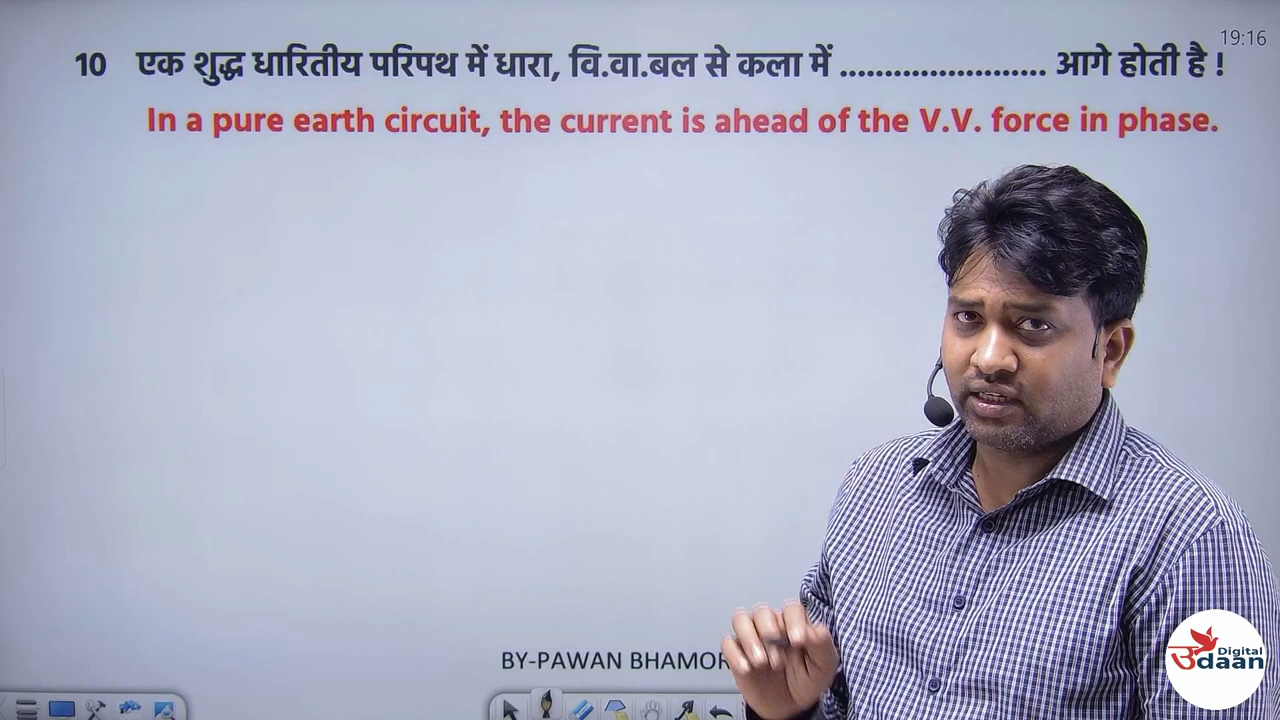 19:16
10 एक शुद्ध धारितीय परिपथ में धारा, वि.वा.बल से कला में ....................... आगे होती है !
In a pure earth circuit, the current is ahead of the V.V. force in phase.
BY-PAWAN BHAMOR
Digital
उdaan